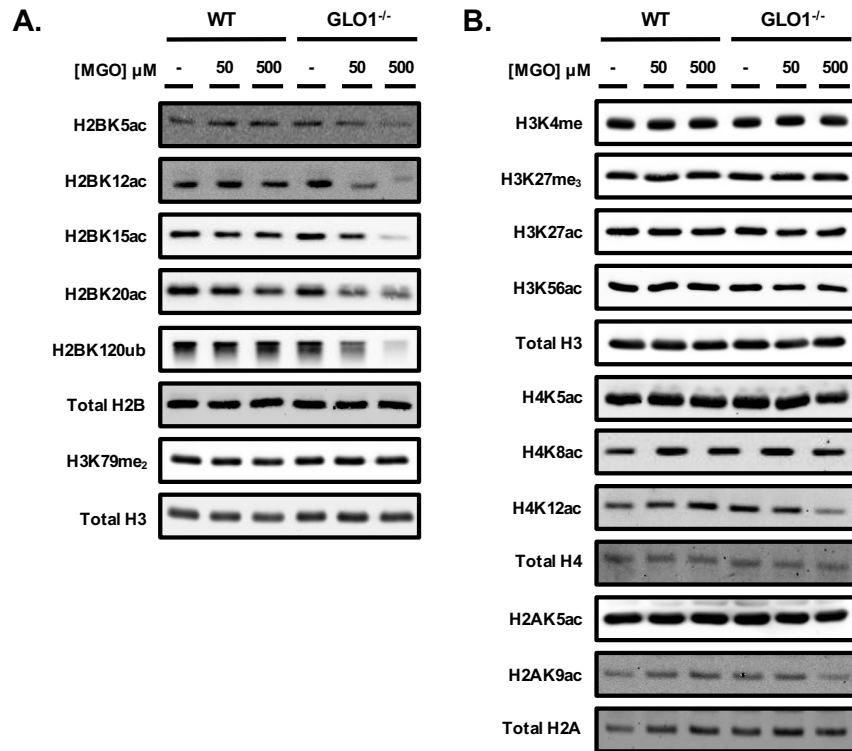 A.
WT GLO1-/-
[MGO] µM - 50 500 - 50 500
H2BK5ac
H2BK12ac
H2BK15ac
H2BK20ac
H2BK120ub
Total H2B
H3K79me2
Total H3
B.
WT GLO1-/-
[MGO] µM - 50 500 - 50 500
H3K4me
H3K27me3
H3K27ac
H3K56ac
Total H3
H4K5ac
H4K8ac
H4K12ac
Total H4
H2AK5ac
H2AK9ac
Total H2A